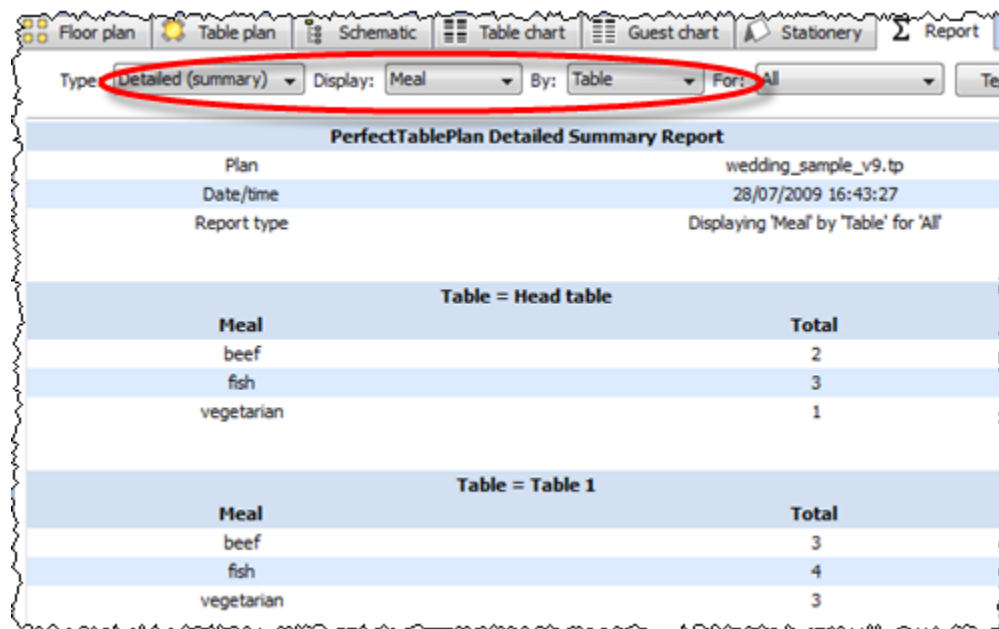 Floor plan Table plan Schematic Table chart Guest chart Stationery Σ Report
Type: Detailed (summary) Display: Meal By: Table For: All
PerfectTablePlan Detailed Summary Report
Plan wedding_sample_v9.tp
Date/time 28/07/2009 16:43:27
Report type Displaying 'Meal' by 'Table' for 'All'
Table = Head table
Meal Total
beef 2
fish 3
vegetarian 1
Table = Table 1
Meal Total
beef 3
fish 4
vegetarian 3